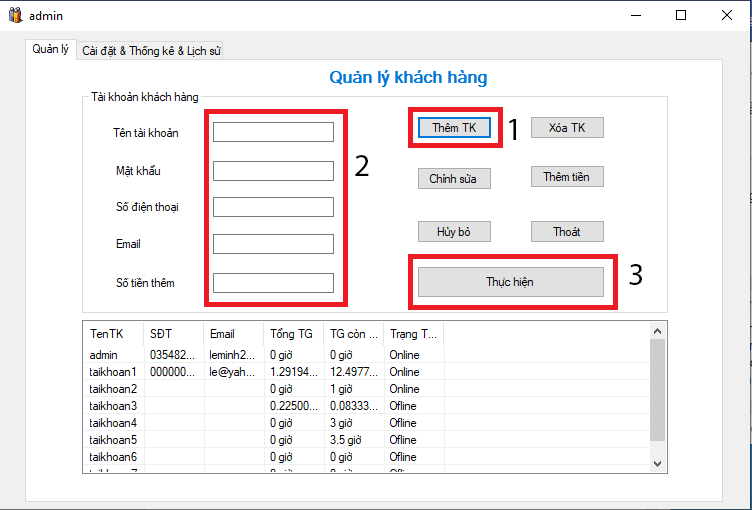 admin
Quản lý Cài đặt & Thống kê & Lịch sử
Quản lý khách hàng
Tài khoản khách hàng
Tên tài khoản Thêm TK 1 Xóa TK
Mật khẩu 2 Chỉnh sửa Thêm tiền
Số điện thoại
Email Hủy bỏ Thoát
Số tiền thêm Thực hiện 3
TenTK SĐT Email Tổng TG TG còn ... Trạng T...
admin 035482... leminh2... 0 giờ 0 giờ Online
taikhoan1 000000... le@yah... 1.29194... 12.4977... Online
taikhoan2 0 giờ 1 giờ Online
taikhoan3 0.22500... 0.08333... Ofline
taikhoan4 0 giờ 3 giờ Ofline
taikhoan5 0 giờ 3.5 giờ Ofline
taikhoan6 0 giờ 0 giờ Ofline